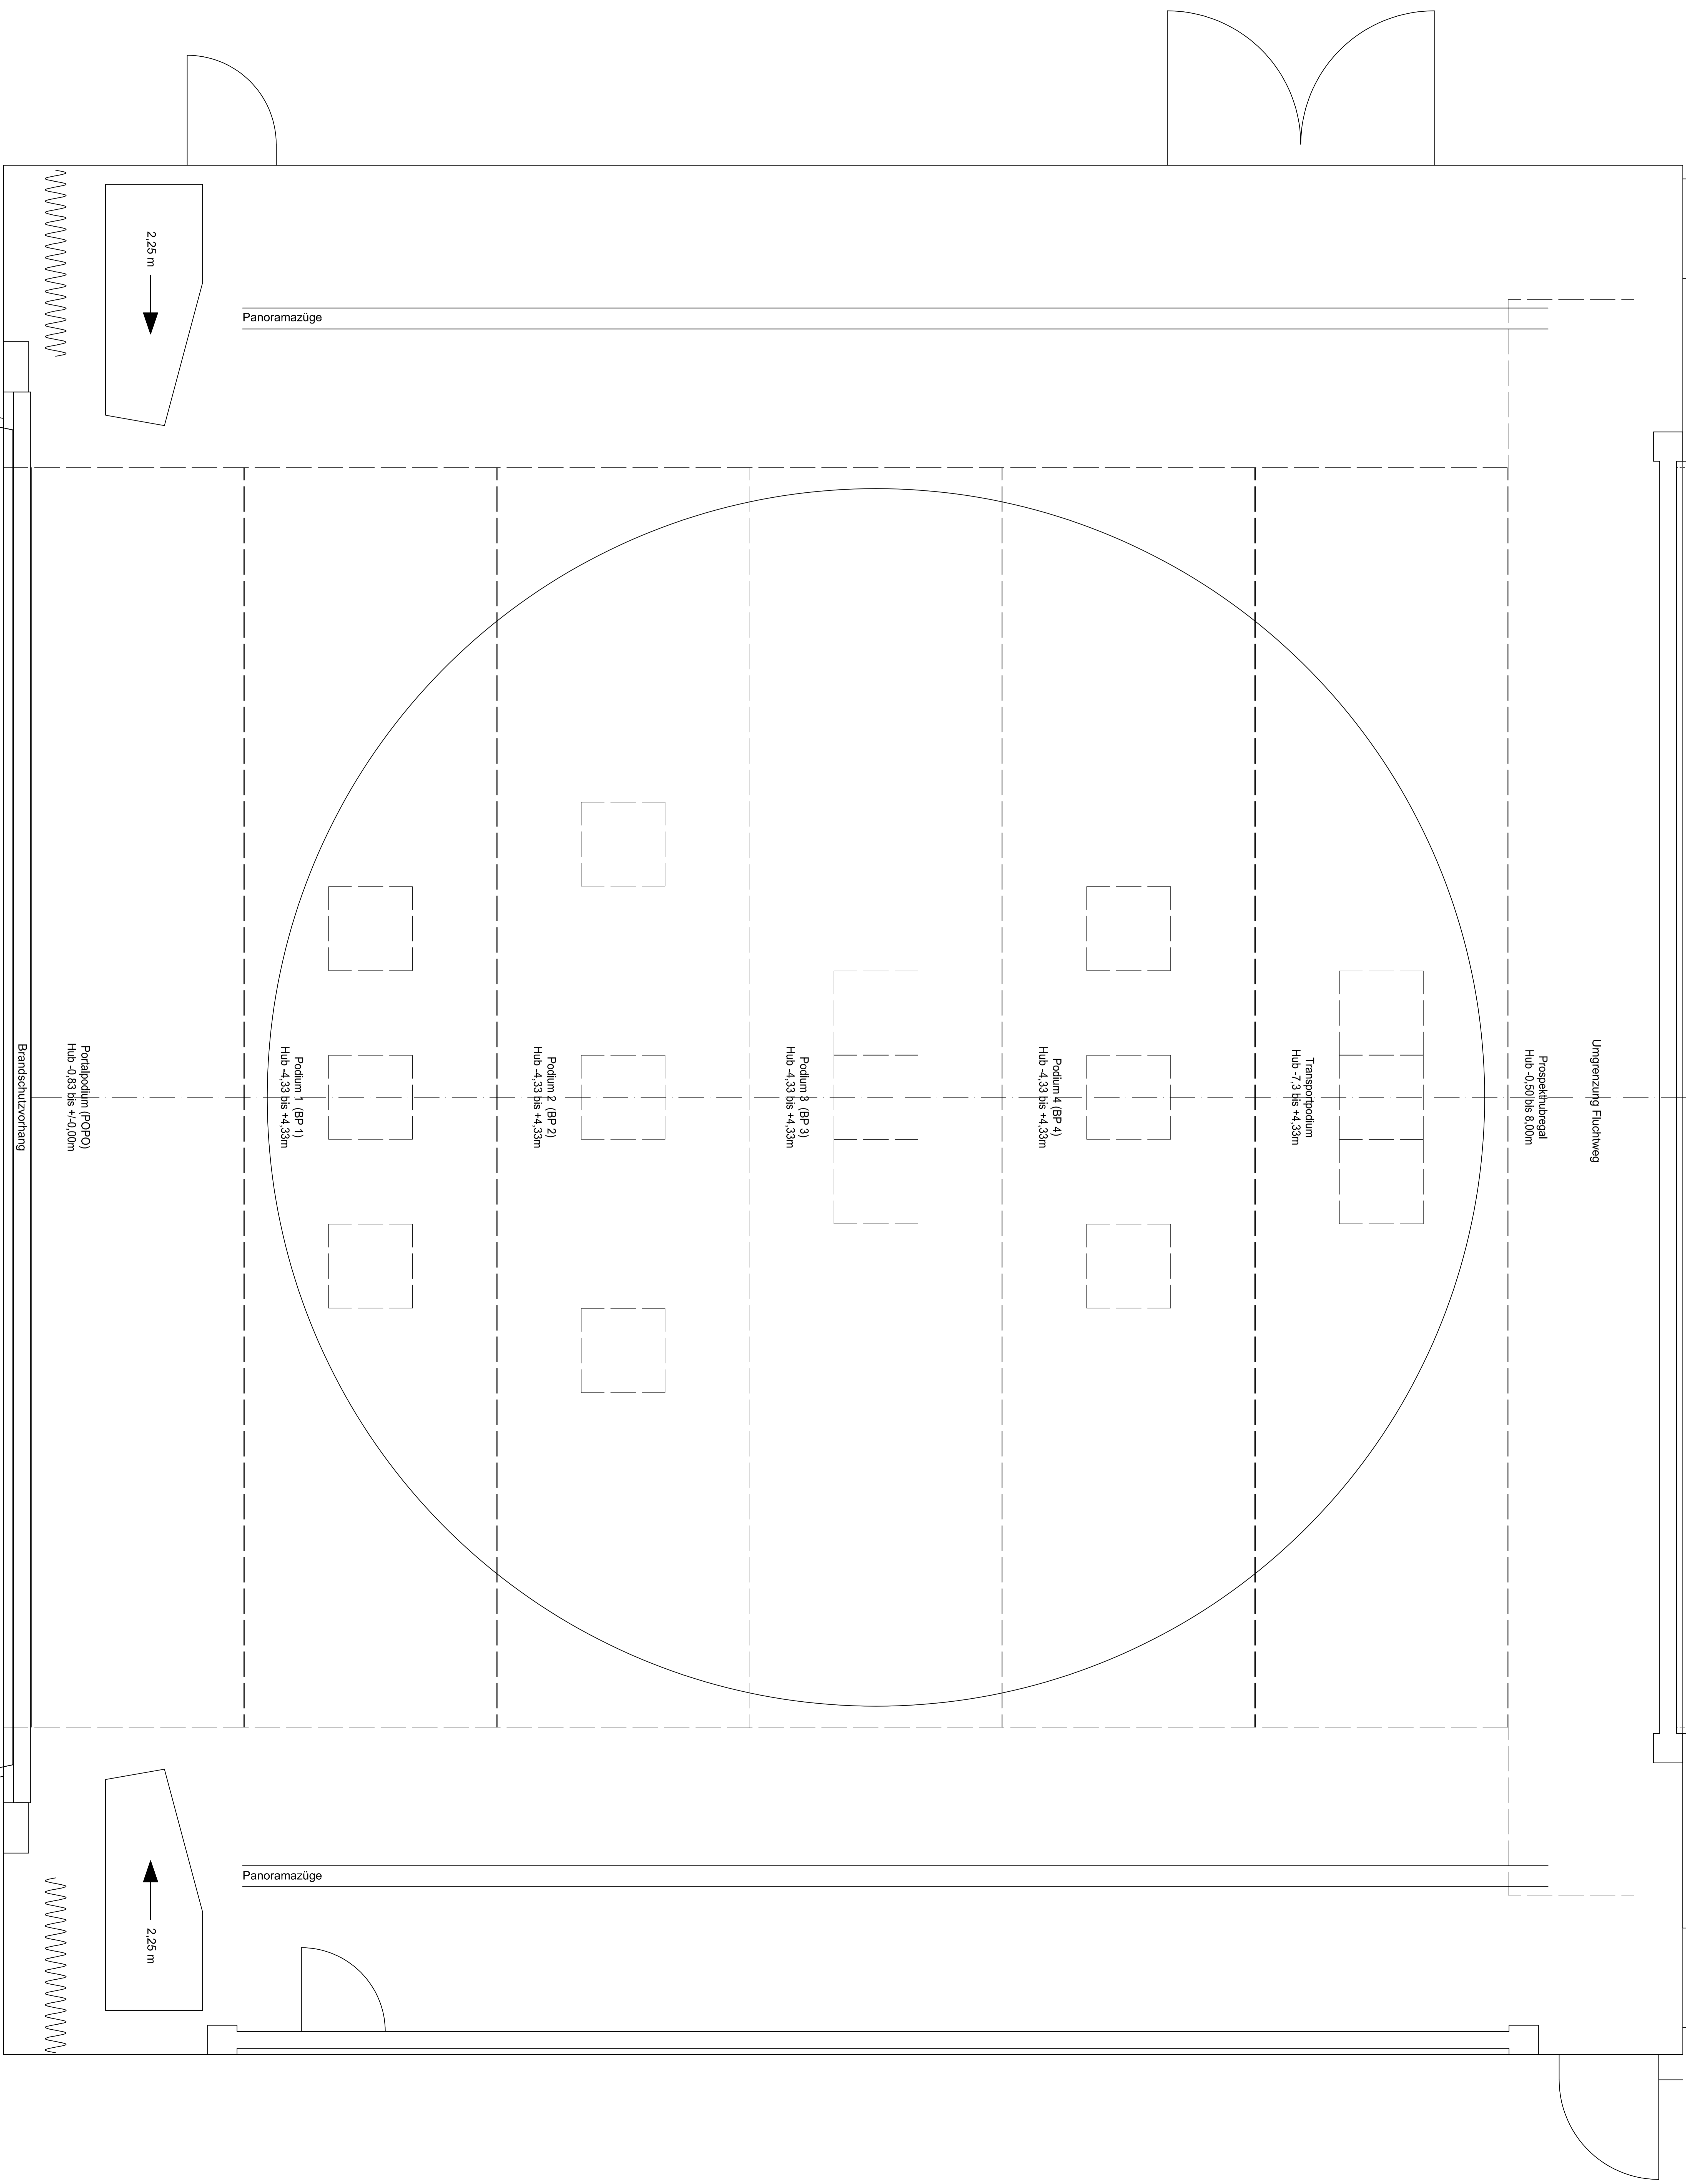 2,25 m
Panoramazüge
Brandschutzvorhang
Portalpodium (POPO)
Hub -0,83 bis +/-0,00m
Podium 1 (BP 1)
Hub -4,33 bis +4,33m
Podium 2 (BP 2)
Hub -4,33 bis +4,33m
Podium 3 (BP 3)
Hub -4,33 bis +4,33m
Podium 4 (BP 4)
Hub -4,33 bis +4,33m
Transportpodium
Hub -7,3 bis +4,33m
Prospekthubregal
Hub -0,50 bis 8,00m
Umgrenzung Fluchtweg
Panoramazüge
2,25 m